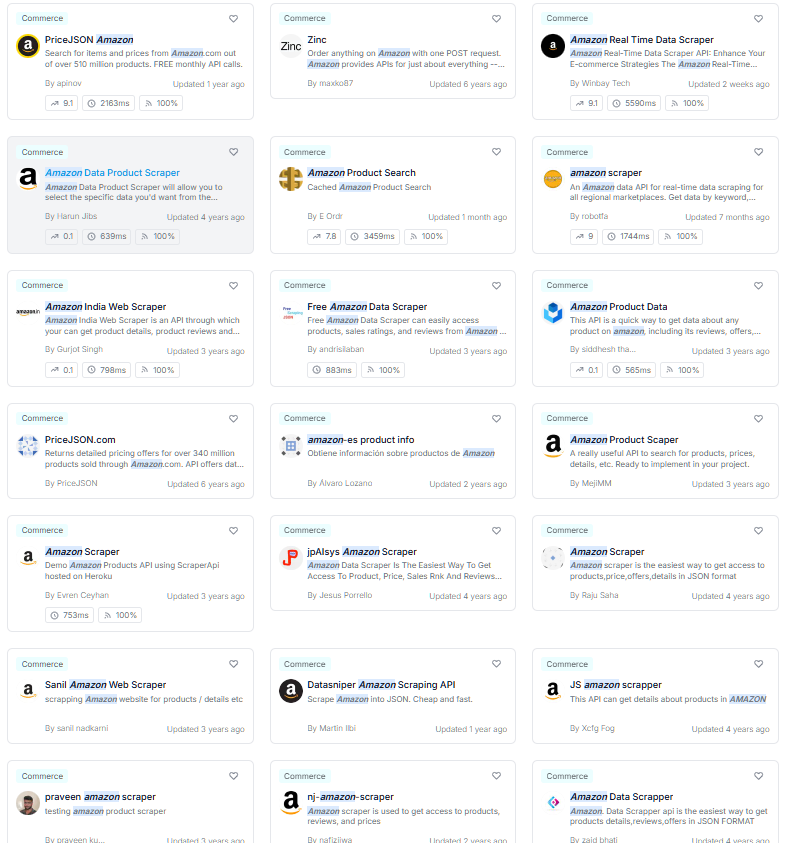 Commerce
PriceJSON Amazon
Search for items and prices from Amazon.com out
of over 510 million products. FREE monthly API calls.
By apinov Updated 1 year ago
9.1 2163ms 100%
Commerce
Zinc
Zinc
Order anything on Amazon with one POST request.
Amazon provides APIs for just about everything --...
By maxko87 Updated 6 years ago
Commerce
Amazon Real Time Data Scraper
Amazon Real-Time Data Scraper API: Enhance Your
E-commerce Strategies The Amazon Real-Time...
By Winbay Tech Updated 2 weeks ago
9.1 5590ms 100%
Commerce
Amazon Data Product Scraper
Amazon Data Product Scraper will allow you to
select the specific data you'd want from the...
By Harun Jibs Updated 4 years ago
0.1 639ms 100%
Commerce
Amazon Product Search
Cached Amazon Product Search
By E Ordr Updated 1 month ago
7.8 3459ms 100%
Commerce
amazon scraper
An Amazon data API for real-time data scraping for
all regional marketplaces. Get data by keyword,...
By robotfa Updated 7 months ago
9 1744ms 100%
Commerce
amazon.in
Amazon India Web Scraper
Amazon India Web Scraper is an API through which
your can get product details, product reviews and...
By Gurjot Singh Updated 3 years ago
0.1 798ms 100%
Commerce
Free
Scraping
JSON
Free Amazon Data Scraper
Free Amazon Data Scraper can easily access
products, sales ratings, and reviews from Amazon ...
By andrisilaban Updated 3 years ago
883ms 100%
Commerce
Amazon Product Data
This API is a quick way to get data about any
product on amazon, including its reviews, offers,...
By siddhesh tha... Updated 3 years ago
0.1 565ms 100%
Commerce
PriceJSON.com
Returns detailed pricing offers for over 340 million
products sold through Amazon.com. API offers dat...
By PriceJSON Updated 6 years ago
Commerce
amazon-es product info
Obtiene información sobre productos de Amazon
By Álvaro Lozano Updated 2 years ago
Commerce
Amazon Product Scaper
A really useful API to search for products, prices,
details, etc. Ready to implement in your project.
By MejiMM Updated 3 years ago
Commerce
Amazon Scraper
Demo Amazon Products API using ScraperApi
hosted on Heroku
By Evren Ceyhan Updated 3 years ago
753ms 100%
Commerce
jpAlsys Amazon Scraper
Amazon Data Scraper Is The Easiest Way To Get
Access To Product, Price, Sales Rnk And Reviews...
By Jesus Porrello Updated 4 years ago
Commerce
Amazon Scraper
Amazon scraper is the easiest way to get access to
products,price,offers,details in JSON format
By Raju Saha Updated 3 years ago
Commerce
Sanil Amazon Web Scraper
scrapping Amazon website for products / details etc
By sanil nadkarni Updated 3 years ago
Commerce
Datasniper Amazon Scraping API
Scrape Amazon into JSON. Cheap and fast.
By Martin Ilbi Updated 1 year ago
Commerce
JS amazon scrapper
This API can get details about products in AMAZON
By Xcfg Fog Updated 4 years ago
Commerce
praveen amazon scraper
testing amazon product scraper
By praveen ku... Updated 3 years ago
Commerce
nj-amazon-scraper
Amazon scraper is used to get access to products,
reviews, and prices
By nafiziiwa Updated 2 years ago
Commerce
Amazon Data Scrapper
Amazon. Data Scrapper api is the easiest way to get
products details,reviews,offers in JSON FORMAT
By zaid bhati Updated 4 years ago